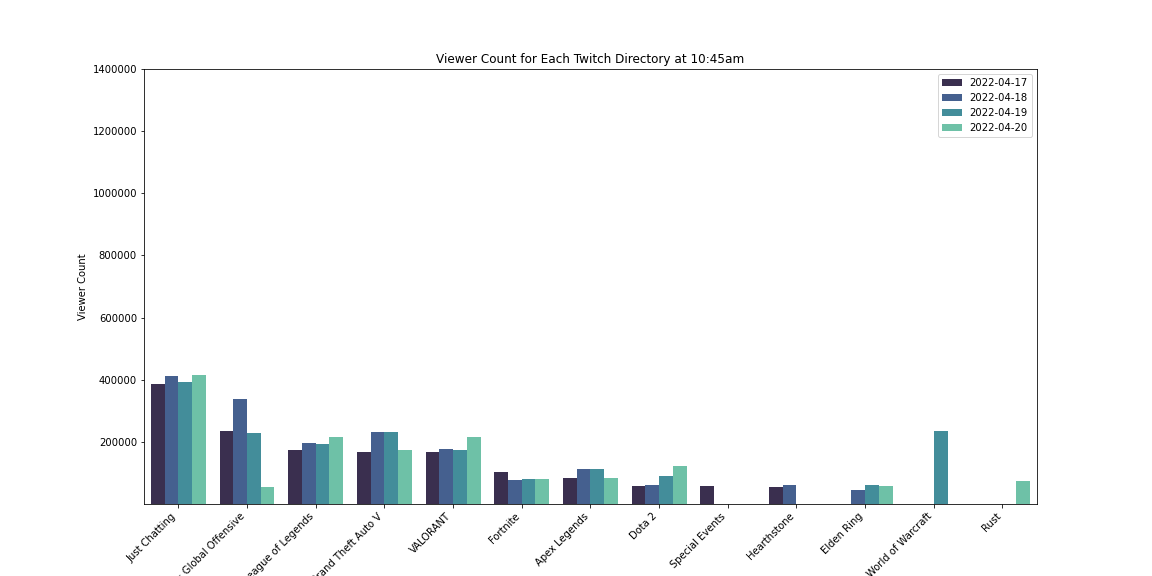 Viewer Count for Each Twitch Directory at 10:45am
1400000
1200000
1000000
800000
600000
400000
200000
Viewer Count
2022-04-17
2022-04-18
2022-04-19
2022-04-20
Just Chatting
Global Offensive
of Legends
Theft Auto V
VALORANT
Fortnite
Apex Legends
Dota 2
Special Events
Hearthstone
Elden Ring
World of Warcraft
Rust